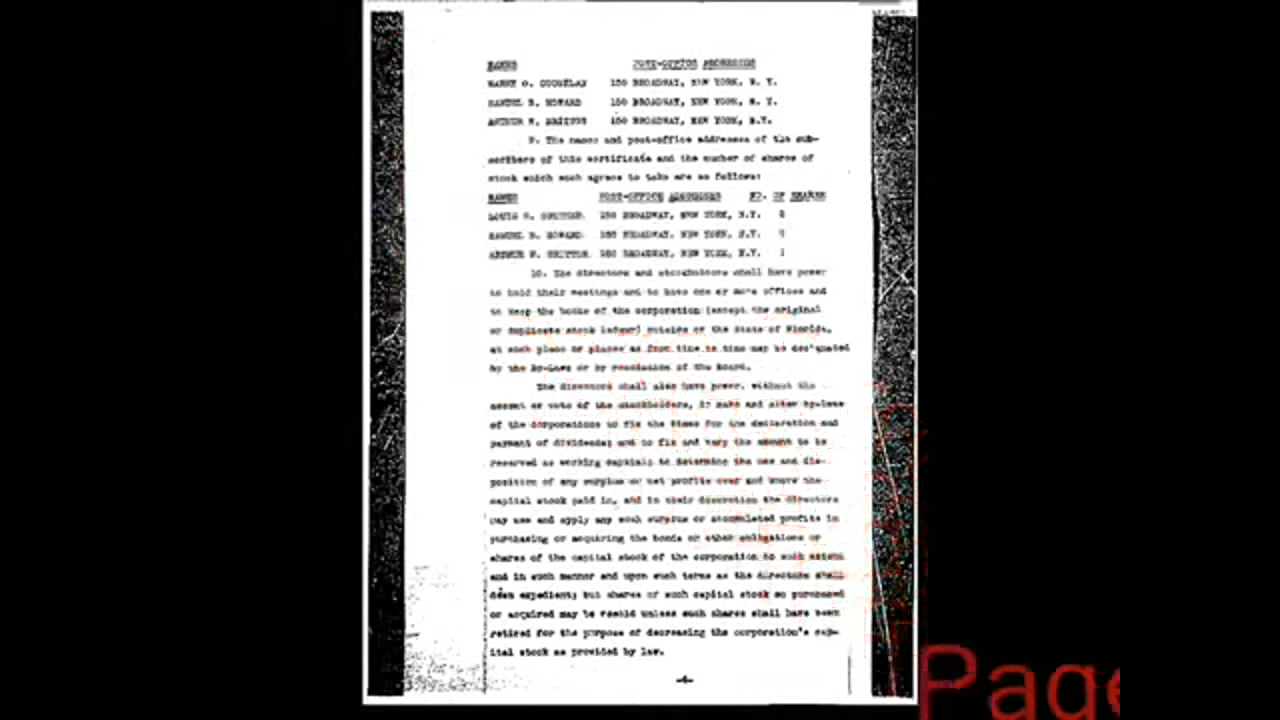 NAMES POST-OFFICE ADDRESSES
HARRY O. COUGHLAN 150 BROADWAY, NEW YORK, N. Y.
SAMUEL B. HOWARD 150 BROADWAY, NEW YORK, N. Y.
ARTHUR W. BRITTON 150 BROADWAY, NEW YORK, N.Y.
9. The names and post-office addresses of the sub-
scribers of this certificate and the number of shares of
stock which each agrees to take are as follows:
NAMES POST-OFFICE ADDRESSES NO. OF SHARES
LOUIS 150 BROADWAY, NEW YORK, N.Y.
SAMUEL B. HOWARD 150 BROADWAY, NEW YORK, N.Y.
ARTHUR W. BRITTON 150 BROADWAY, NEW YORK, N.Y. 1
10. The directors and stockholders shall have power
to hold their meetings and to have one or more offices and
to keep the books of the corporation (except the original
or duplicate stock ledger) outside of the State of Florida,
at such place or places as from time to time may be designated
by the By-Laws or by resolution of the Board.
The directors shall also have power, without the
assent or vote of the stockholders, to make and alter by-laws
of the corporation; to fix the times for the declaration and
payment of dividends; and to fix and vary the amount to be
reserved as working capital; to determine the use and dis-
position of any surplus or net profits over and above the
capital stock paid in, and in their discretion the directors
may use and apply any such surplus or accumulated profits in
purchasing or acquiring the bonds or other obligations or
shares of the capital stock of the corporation to such extent
and in such manner and upon such terms as the directors shall
deem expedient; but shares of such capital stock so purchased
or acquired may be resold unless such shares shall have been
retired for the purpose of decreasing the corporation's cap-
ital stock as provided by law.
-4-
Page